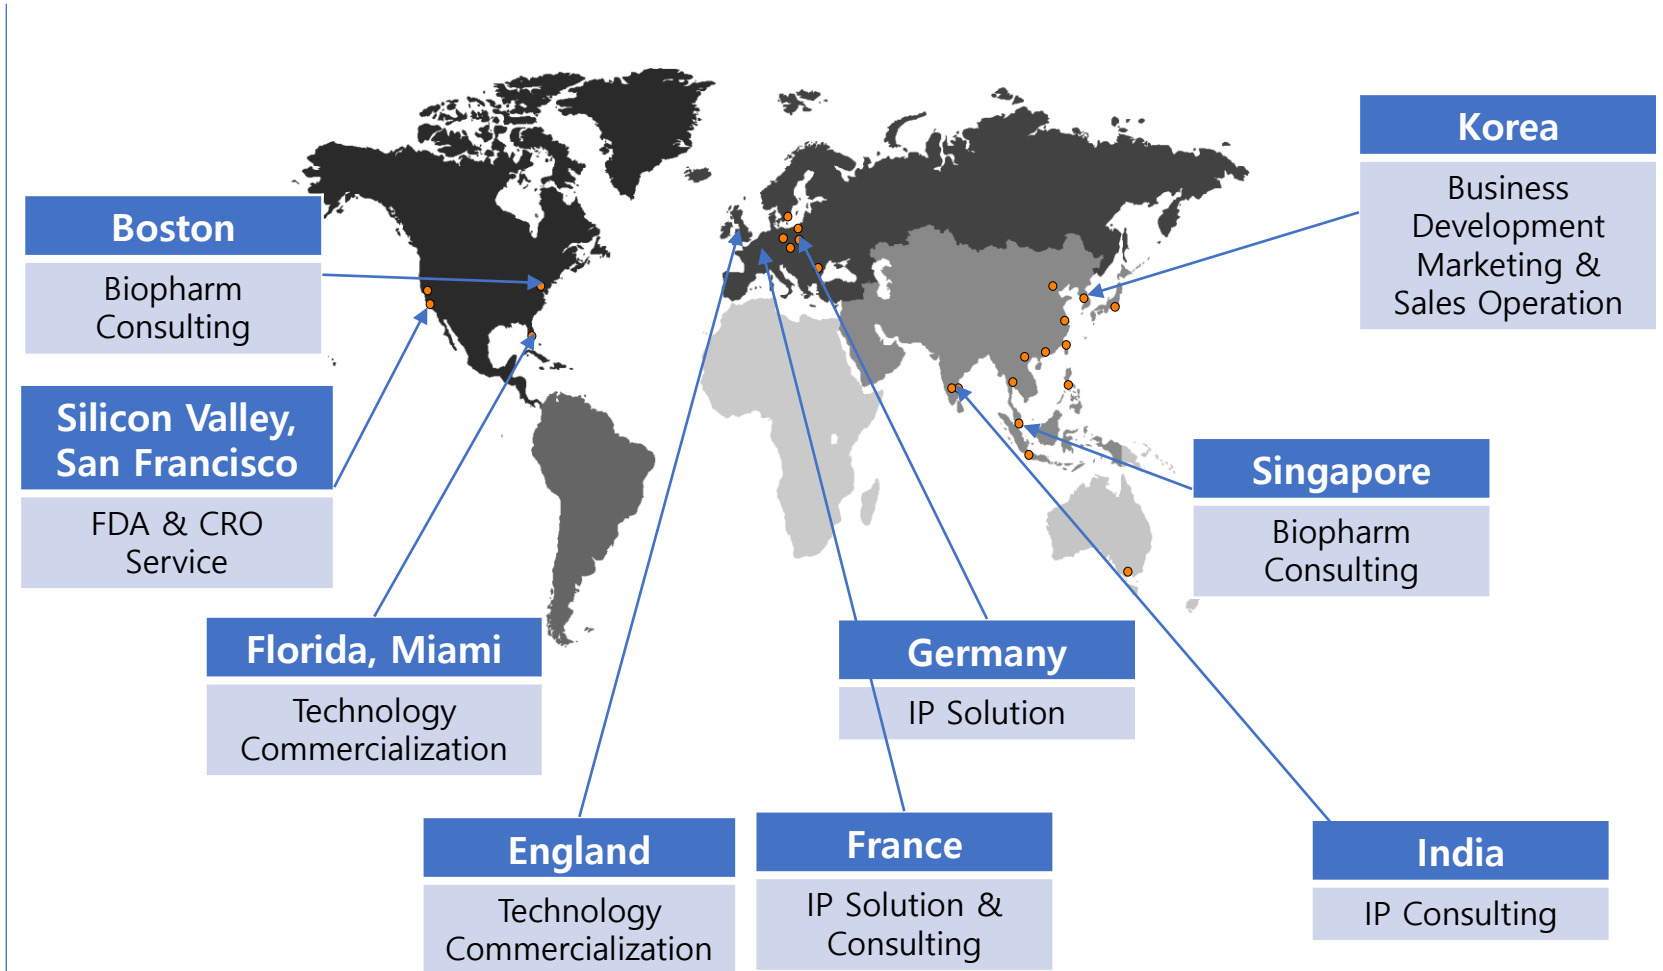 Korea
Business
Development
Marketing &
Sales Operation
Boston
Biopharm
Consulting
Silicon Valley,
San Francisco
FDA & CRO
Service
Singapore
Biopharm
Consulting
Florida, Miami
Technology
Commercialization
Germany
IP Solution
England
Technology
Commercialization
France
IP Solution &
Consulting
India
IP Consulting